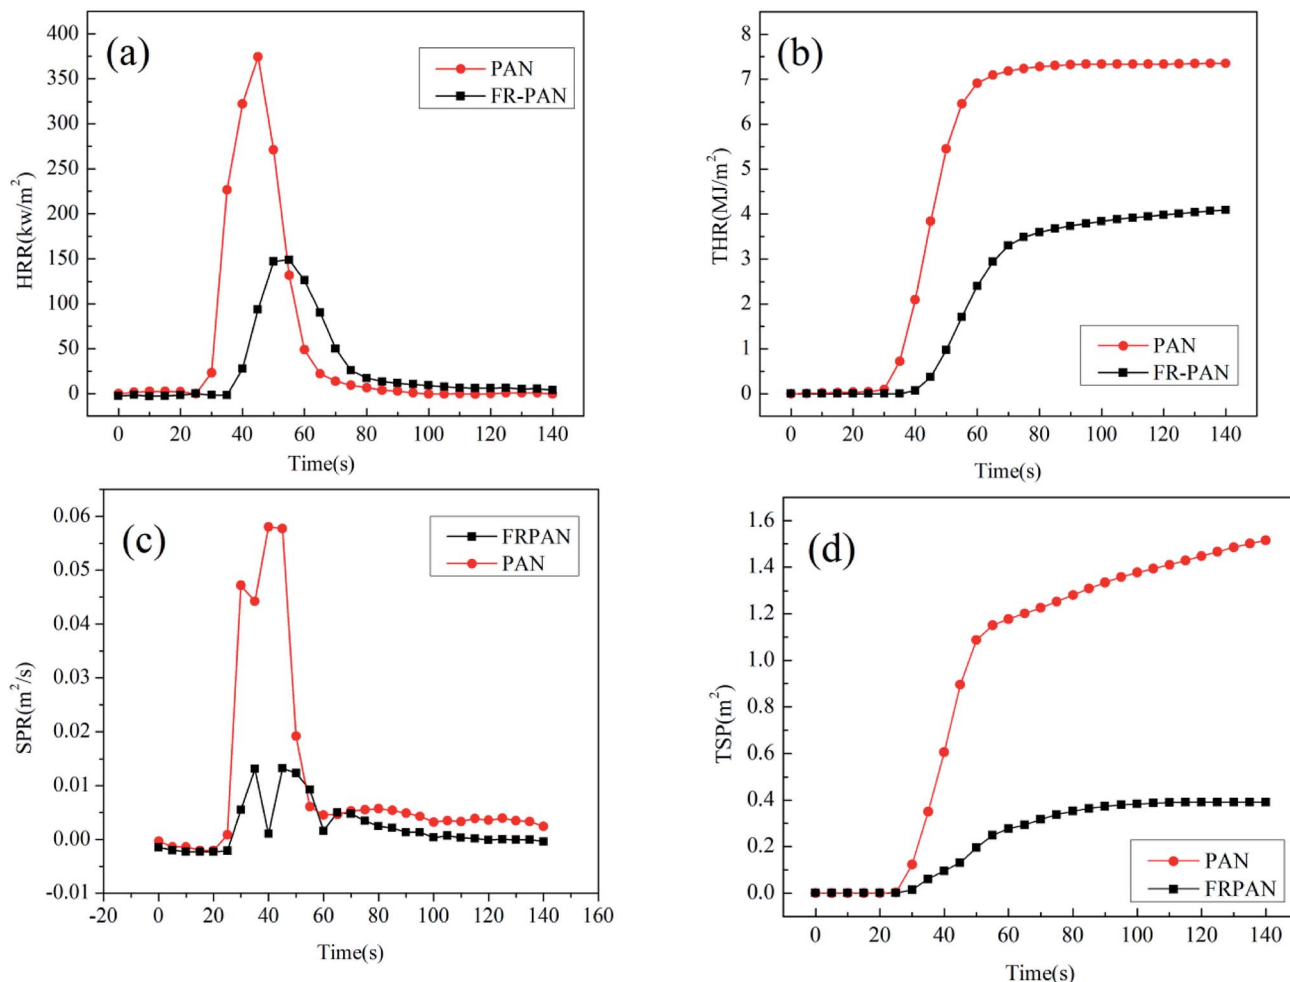 (a)
PAN
FR-PAN
HRR(kw/m²)
400
350
300
250
200
150
100
50
0
0 20 40 60 80 100 120 140
Time(s)
(b)
PAN
FR-PAN
THR(MJ/m²)
8
7
6
5
4
3
2
1
0
0 20 40 60 80 100 120 140
Time(s)
(c)
FRPAN
PAN
SPR(m²/s)
0.06
0.05
0.04
0.03
0.02
0.01
0.00
-0.01
-20 0 20 40 60 80 100 120 140 160
Time(s)
(d)
PAN
FRPAN
TSP(m²)
1.6
1.4
1.2
1.0
0.8
0.6
0.4
0.2
0.0
0 20 40 60 80 100 120 140
Time(s)